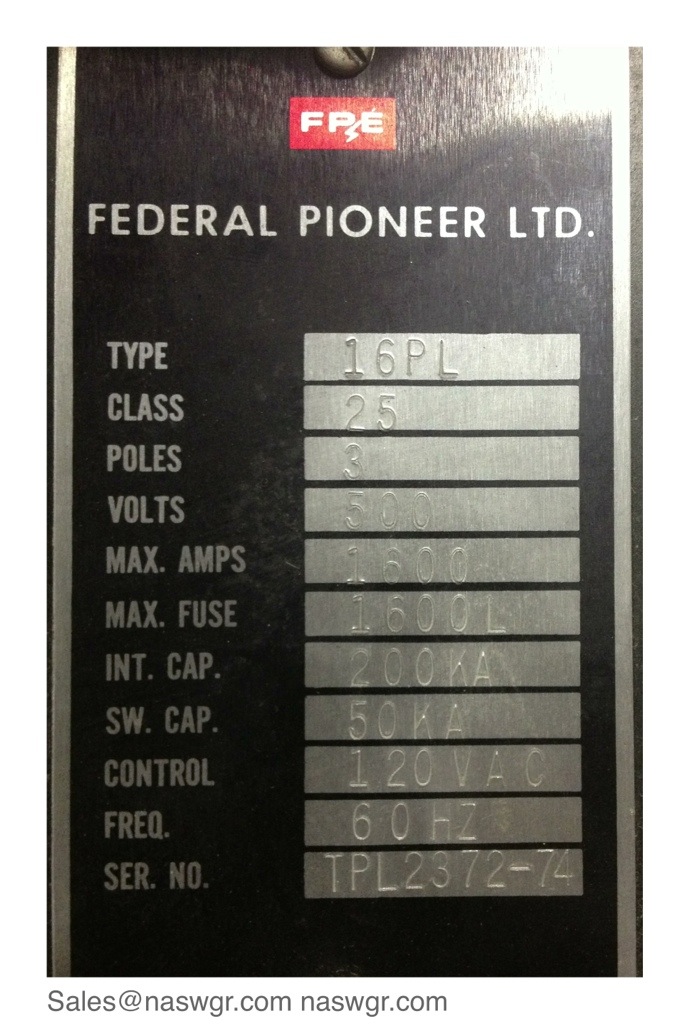 FPE
FEDERAL PIONEER LTD.
TYPE 16PL
CLASS 25
POLES 3
VOLTS 500
MAX. AMPS 1600
MAX. FUSE 1600L
INT. CAP. 200KA
SW. CAP. 50KA
CONTROL 120VAC
FREQ. 60HZ
SER. NO. TPL2372-74
Sales@naswgr.com naswgr.com